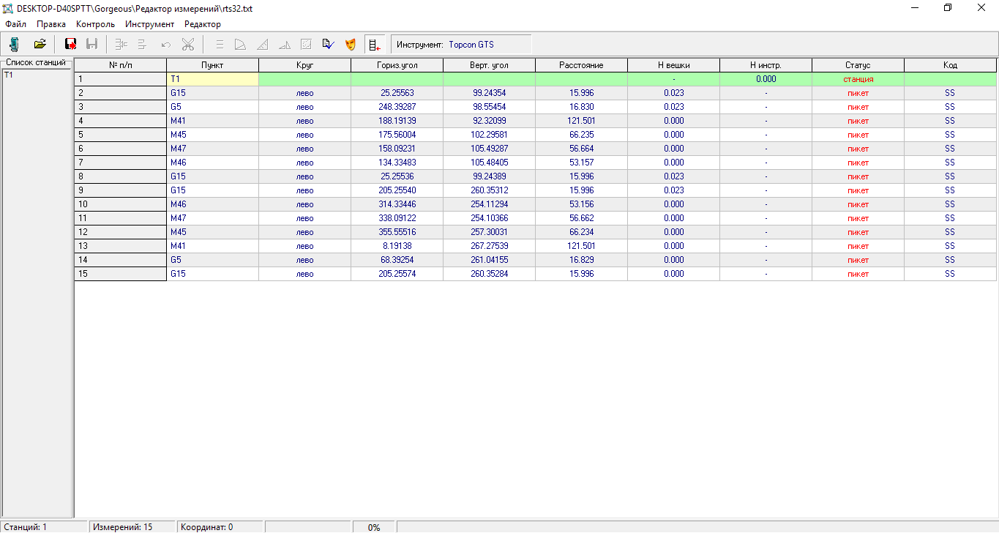 DESKTOP-D40SPTT\Gorgeous\Редактор измерений\rts32.txt
Файл Правка Контроль Инструмент Редактор
Инструмент: Topcon GTS
Список станций
T1
№ п/п Пункт Круг Гориз.угол Верт. угол Расстояние Н вешки Н инстр. Статус Код
1 T1 - 0.000 станция
2 G15 лево 25.25563 99.24354 15.996 0.023 - пикет SS
3 G5 лево 248.39287 98.55454 16.830 0.023 - пикет SS
4 M41 лево 188.19139 92.32099 121.501 0.000 - пикет SS
5 M45 лево 175.56004 102.29581 66.235 0.000 - пикет SS
6 M47 лево 158.09231 105.49287 56.664 0.000 - пикет SS
7 M46 лево 134.33483 105.48405 53.157 0.000 - пикет SS
8 G15 лево 25.25536 99.24389 15.996 0.023 - пикет SS
9 G15 лево 205.25540 260.35312 15.996 0.023 - пикет SS
10 M46 лево 314.33446 254.11294 53.156 0.000 - пикет SS
11 M47 лево 338.09122 254.10366 56.662 0.000 - пикет SS
12 M45 лево 355.55516 257.30031 66.234 0.000 - пикет SS
13 M41 лево 8.19138 267.27539 121.501 0.000 - пикет SS
14 G5 лево 68.39254 261.04155 16.829 0.000 - пикет SS
15 G15 лево 205.25574 260.35284 15.996 0.000 - пикет SS
Станций: 1 Измерений: 15 Координат: 0 0%